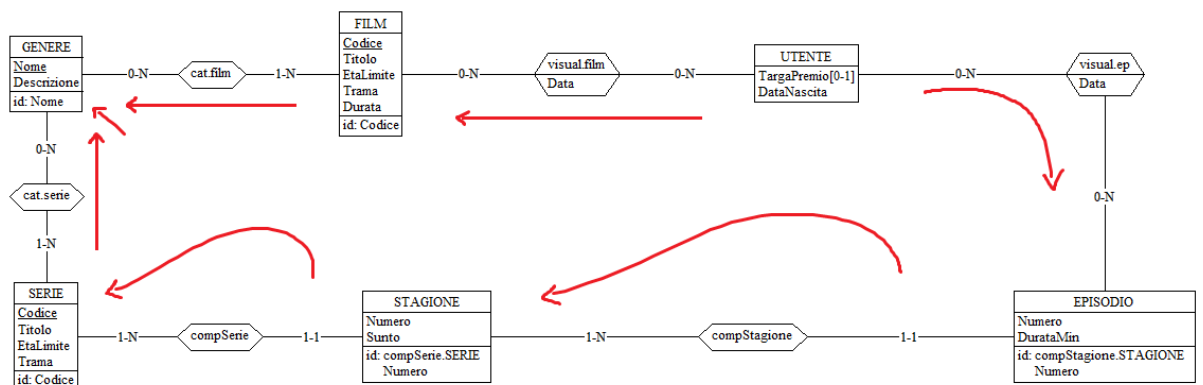 GENERE
Nome
Descrizione
id: Nome
0-N
cat.film
1-N
FILM
Codice
Titolo
EtaLimite
Trama
Durata
id: Codice
0-N
visual.film
Data
0-N
UTENTE
TargaPremio[0-1]
DataNascita
0-N
visual.ep
Data
0-N
0-N
cat.serie
1-N
SERIE
Codice
Titolo
EtaLimite
Trama
id: Codice
1-N
compSerie
1-1
STAGIONE
Numero
Sunto
id: compSerie.SERIE
Numero
1-N
compStagione
1-1
EPISODIO
Numero
DurataMin
id: compStagione.STAGIONE
Numero